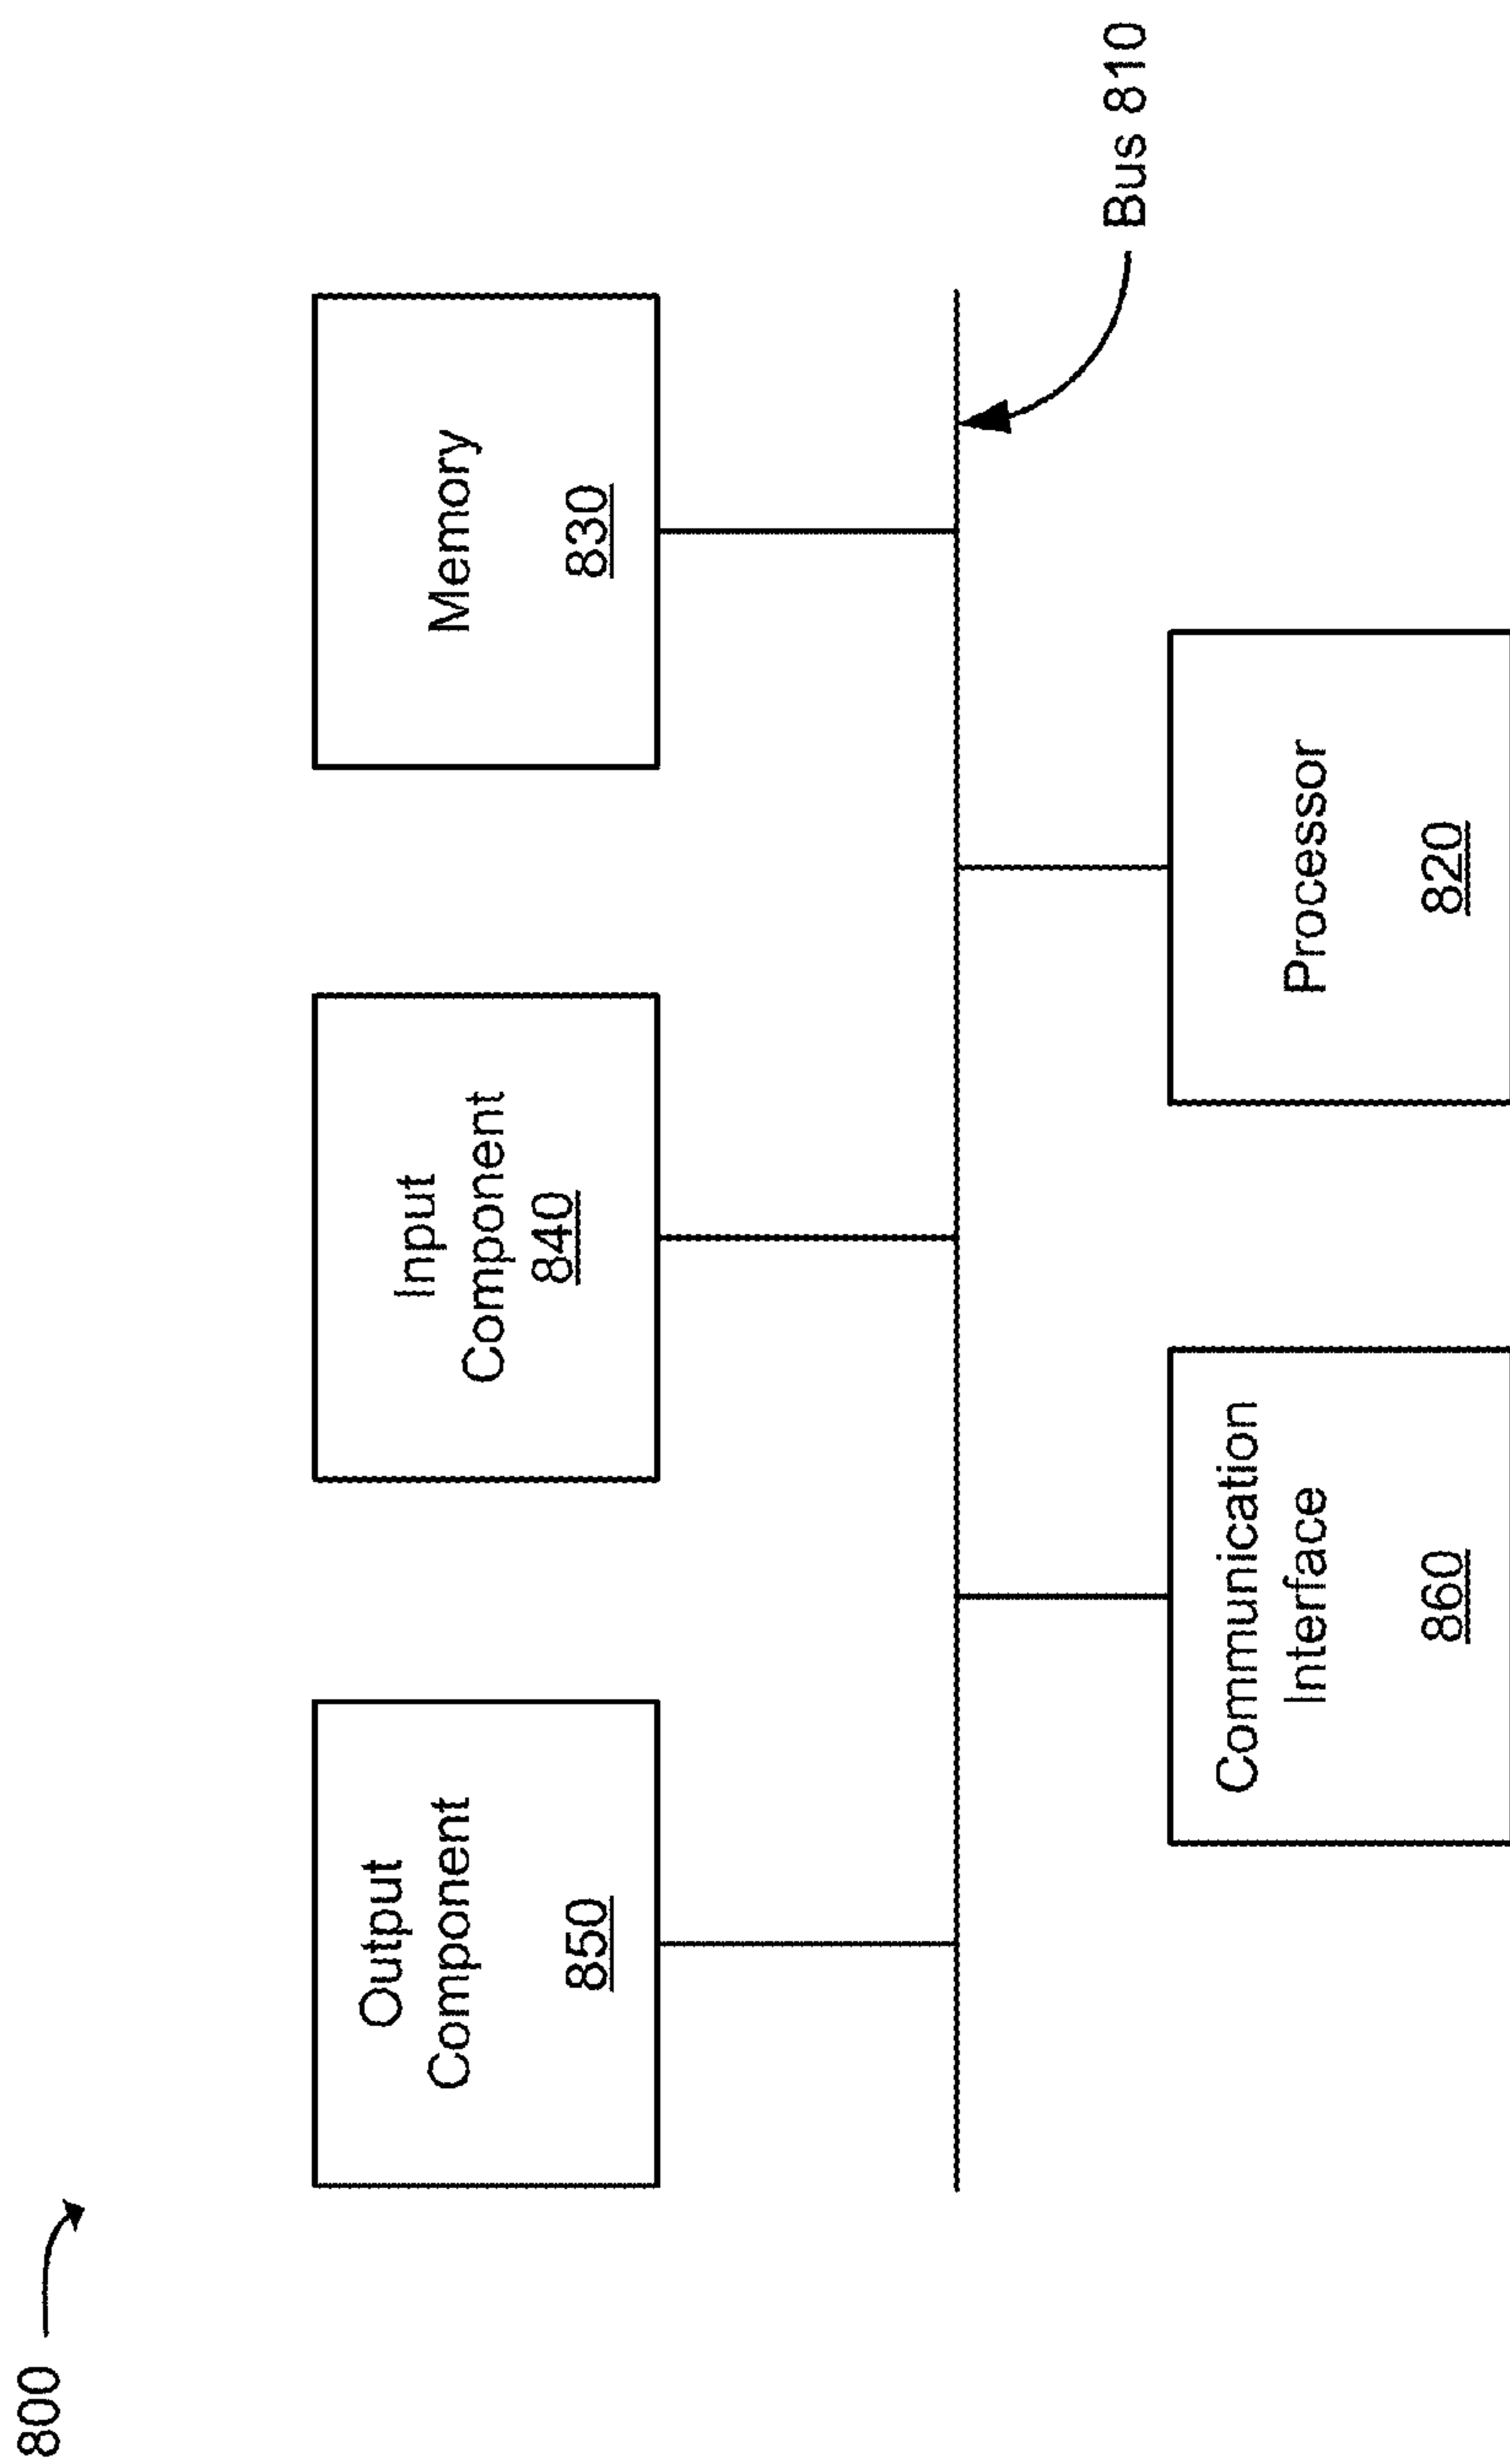 800
Output
Component
850
Input
Component
840
Memory
830
Bus 810
Communication
Interface
860
Processor
820